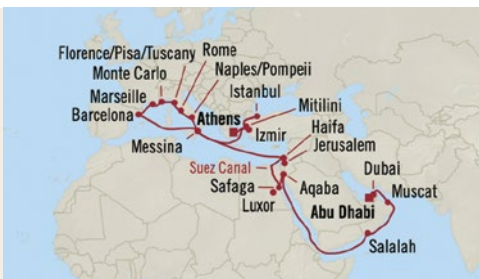 Florence/Pisa/Tuscany
Rome
Monte Carlo
Naples/Pompeii
Marseille
Istanbul
Barcelona
Athens
Mitilini
Izmir
Messina
Haifa
Jerusalem
Suez Canal
Dubai
Safaga
Aqaba
Muscat
Luxor
Abu Dhabi
Salalah